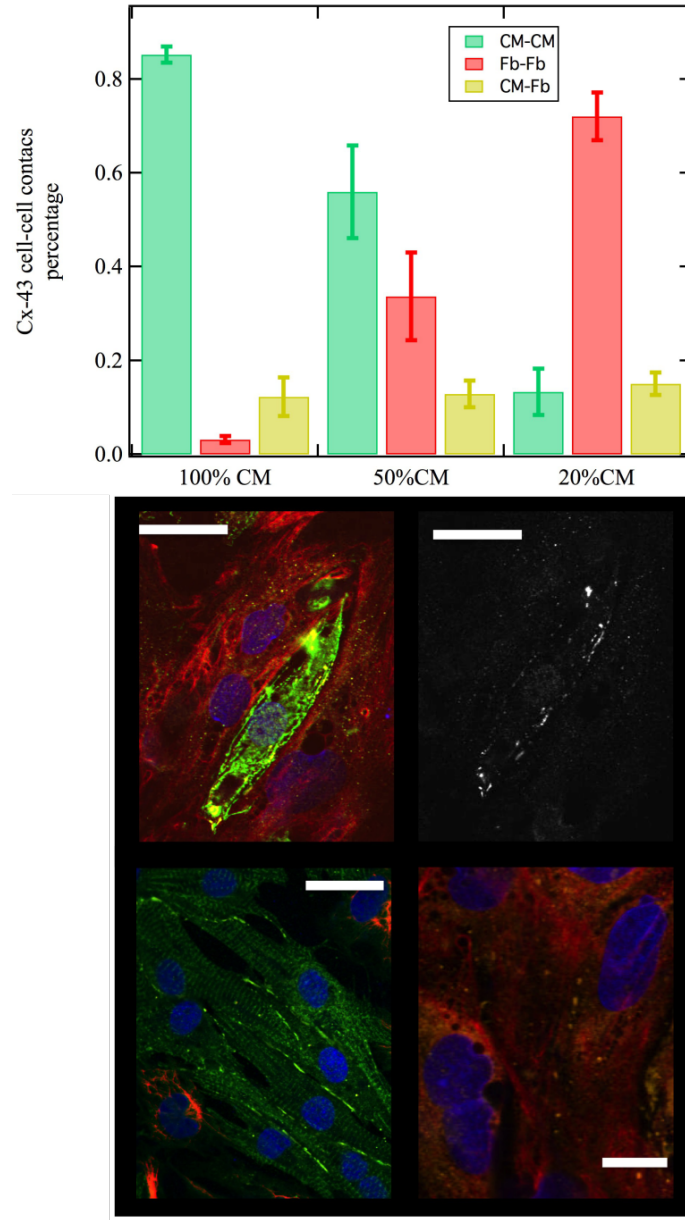 CM-CM
Fb-Fb
CM-Fb
0.8
0.6
0.4
0.2
0.0
Cx-43 cell-cell contacs
percentage
100% CM
50%CM
20%CM